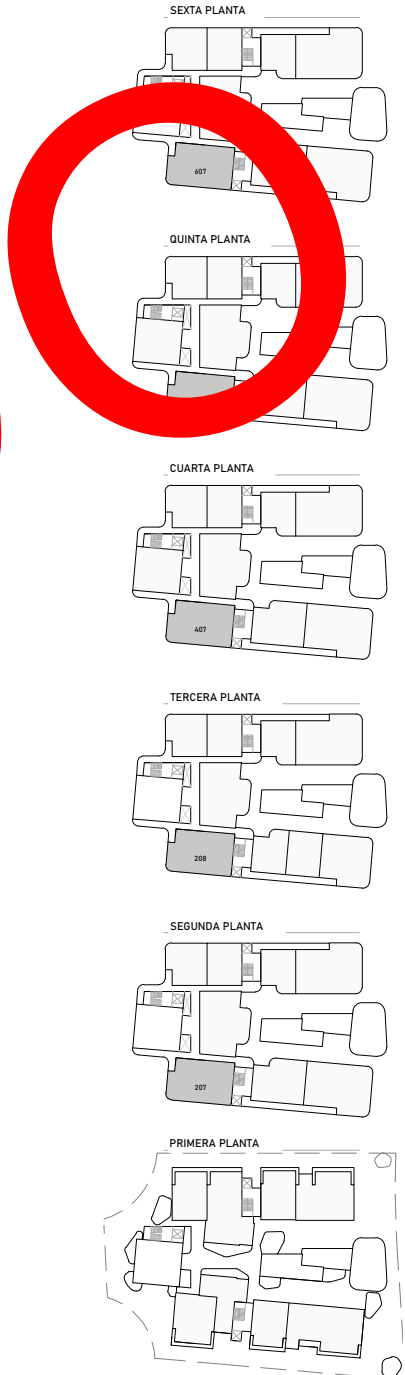 SEXTA PLANTA
607
QUINTA PLANTA
CUARTA PLANTA
407
TERCERA PLANTA
208
SEGUNDA PLANTA
207
PRIMERA PLANTA